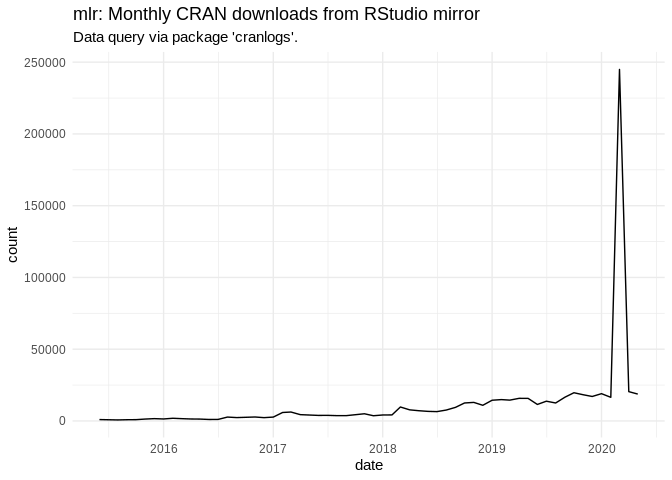 mlr: Monthly CRAN downloads from RStudio mirror
Data query via package 'cranlogs'.
250000
200000
150000
100000
50000
0
count
2016 2017 2018 2019 2020
date